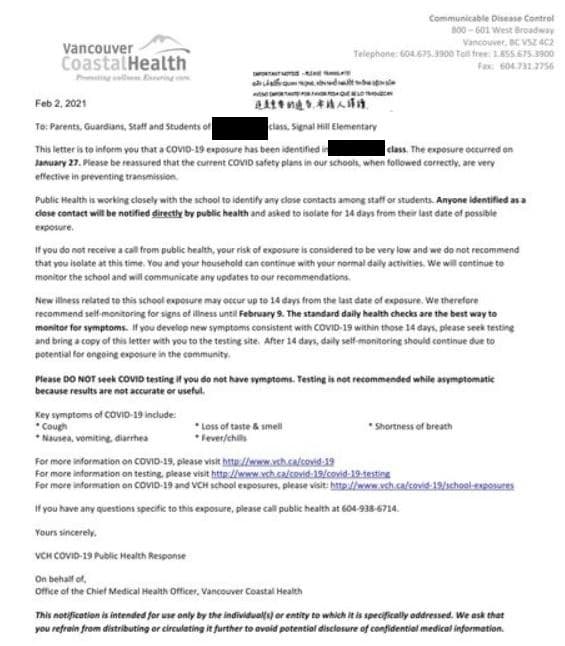 Communicable Disease Control
800 – 601 West Broadway
Vancouver, BC V5Z 4C2
Telephone: 604.675.3900 Toll free: 1.855.675.3900
Fax: 604.731.2756
Vancouver
CoastalHealth
Promoting wellness. Ensuring care.
IMPORTANT NOTICE - PLEASE TRANSLATE!
Feb 2, 2021
To: Parents, Guardians, Staff and Students of class, Signal Hill Elementary
This letter is to inform you that a COVID-19 exposure has been identified in class. The exposure occurred on
January 27. Please be reassured that the current COVID safety plans in our schools, when followed correctly, are very
effective in preventing transmission.
Public Health is working closely with the school to identify any close contacts among staff or students. Anyone identified as a
close contact will be notified directly by public health and asked to isolate for 14 days from their last date of possible
exposure.
If you do not receive a call from public health, your risk of exposure is considered to be very low and we do not recommend
that you isolate at this time. You and your household can continue with your normal daily activities. We will continue to
monitor the school and will communicate any updates to our recommendations.
New illness related to this school exposure may occur up to 14 days from the last date of exposure. We therefore
recommend self-monitoring for signs of illness until February 9. The standard daily health checks are the best way to
monitor for symptoms. If you develop new symptoms consistent with COVID-19 within those 14 days, please seek testing
and bring a copy of this letter with you to the testing site. After 14 days, daily self-monitoring should continue due to
potential for ongoing exposure in the community.
Please DO NOT seek COVID testing if you do not have symptoms. Testing is not recommended while asymptomatic
because results are not accurate or useful.
Key symptoms of COVID-19 include:
* Cough * Loss of taste & smell * Shortness of breath
* Nausea, vomiting, diarrhea * Fever/chills
For more information on COVID-19, please visit http://www.vch.ca/covid-19
For more information on testing, please visit http://www.vch.ca/covid-19/covid-19-testing
For more information on COVID-19 and VCH school exposures, please visit: http://www.vch.ca/covid-19/school-exposures
If you have any questions specific to this exposure, please call public health at 604-938-6714.
Yours sincerely,
VCH COVID-19 Public Health Response
On behalf of,
Office of the Chief Medical Health Officer, Vancouver Coastal Health
This notification is intended for use only by the individual(s) or entity to which it is specifically addressed. We ask that
you refrain from distributing or circulating it further to avoid potential disclosure of confidential medical information.